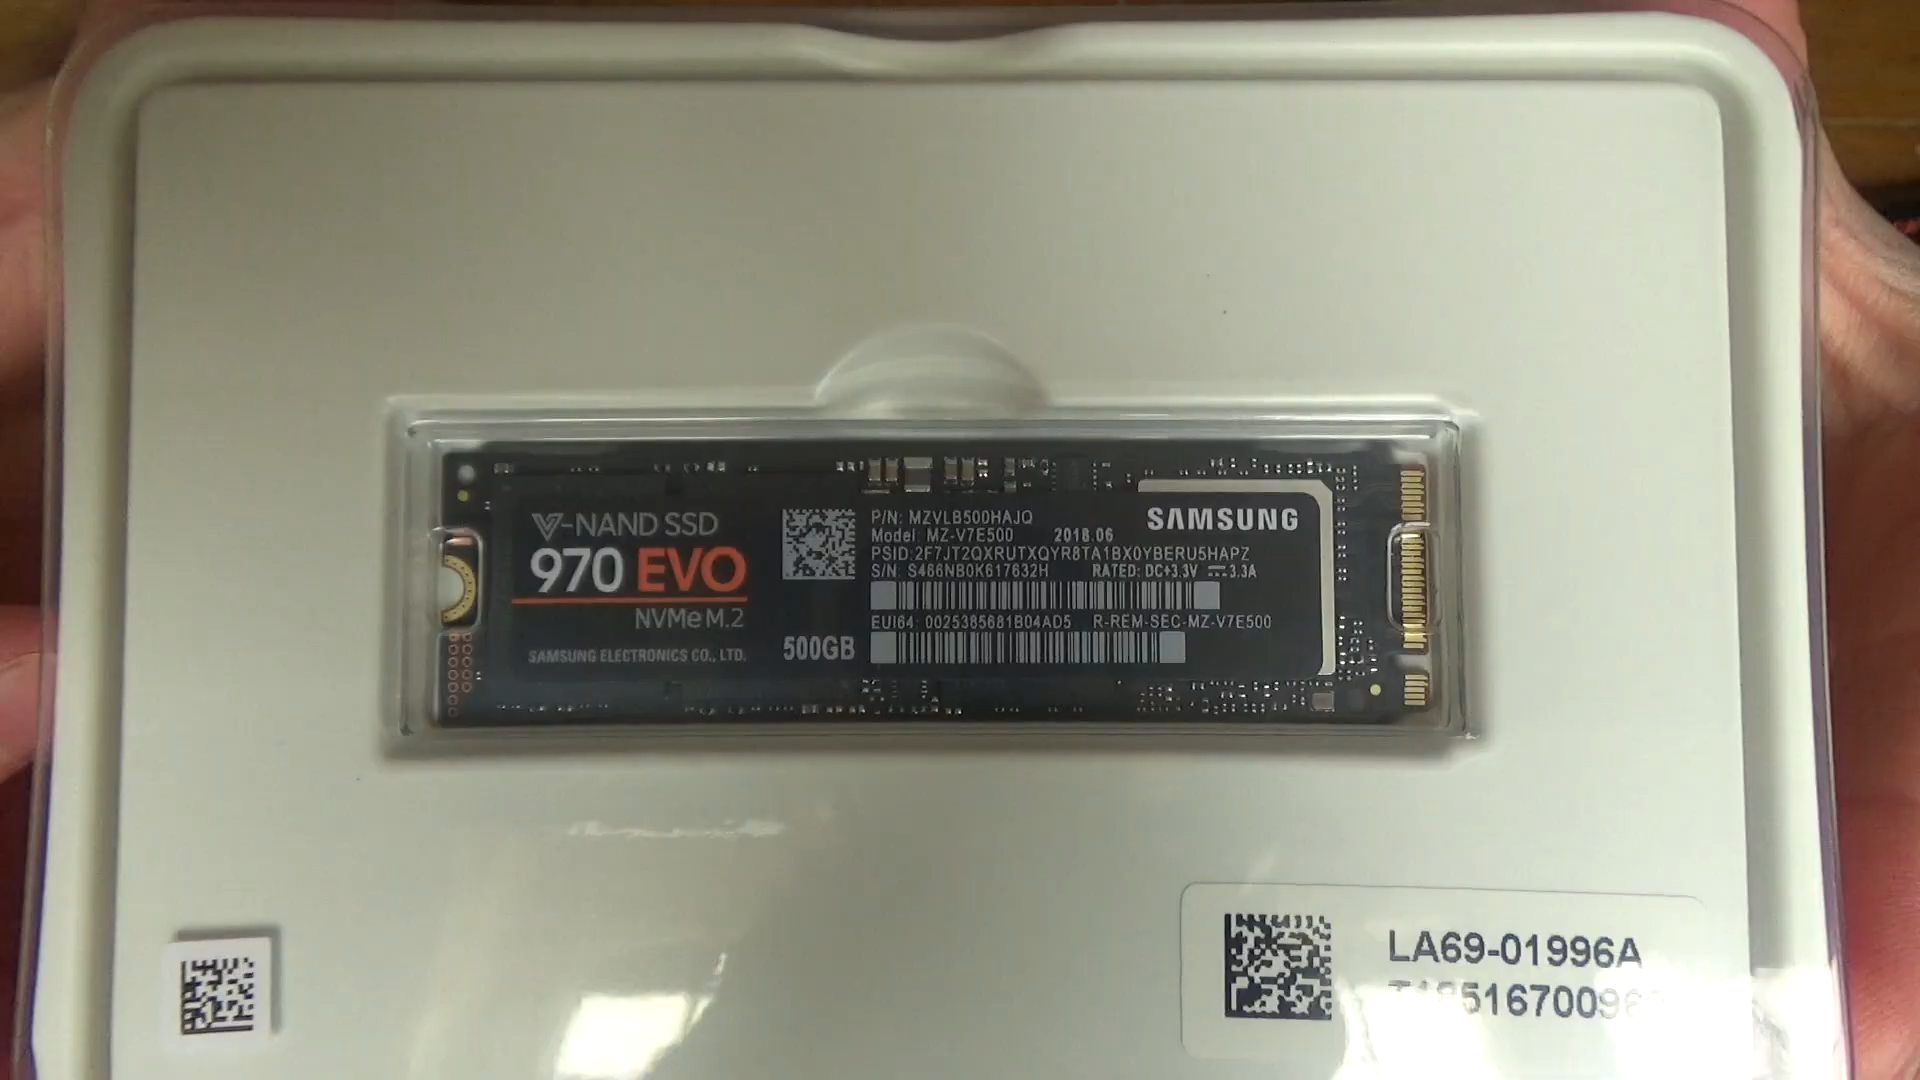 V-NAND SSD
970 EVO
NVMe M.2
SAMSUNG ELECTRONICS CO., LTD.
500GB
P/N: MZVLB500HAJQ
Model: MZ-V7E500 2018.06
SAMSUNG
PSID:2F7JT2QXRUTXQYR8TA1BX0YBERU5HAPZ
S/N: S466NB0K617632H RATED: DC+3.3V 3.3A
EUI64: 0025385681B04AD5 R-REM-SEC-MZ-V7E500
LA69-01996A